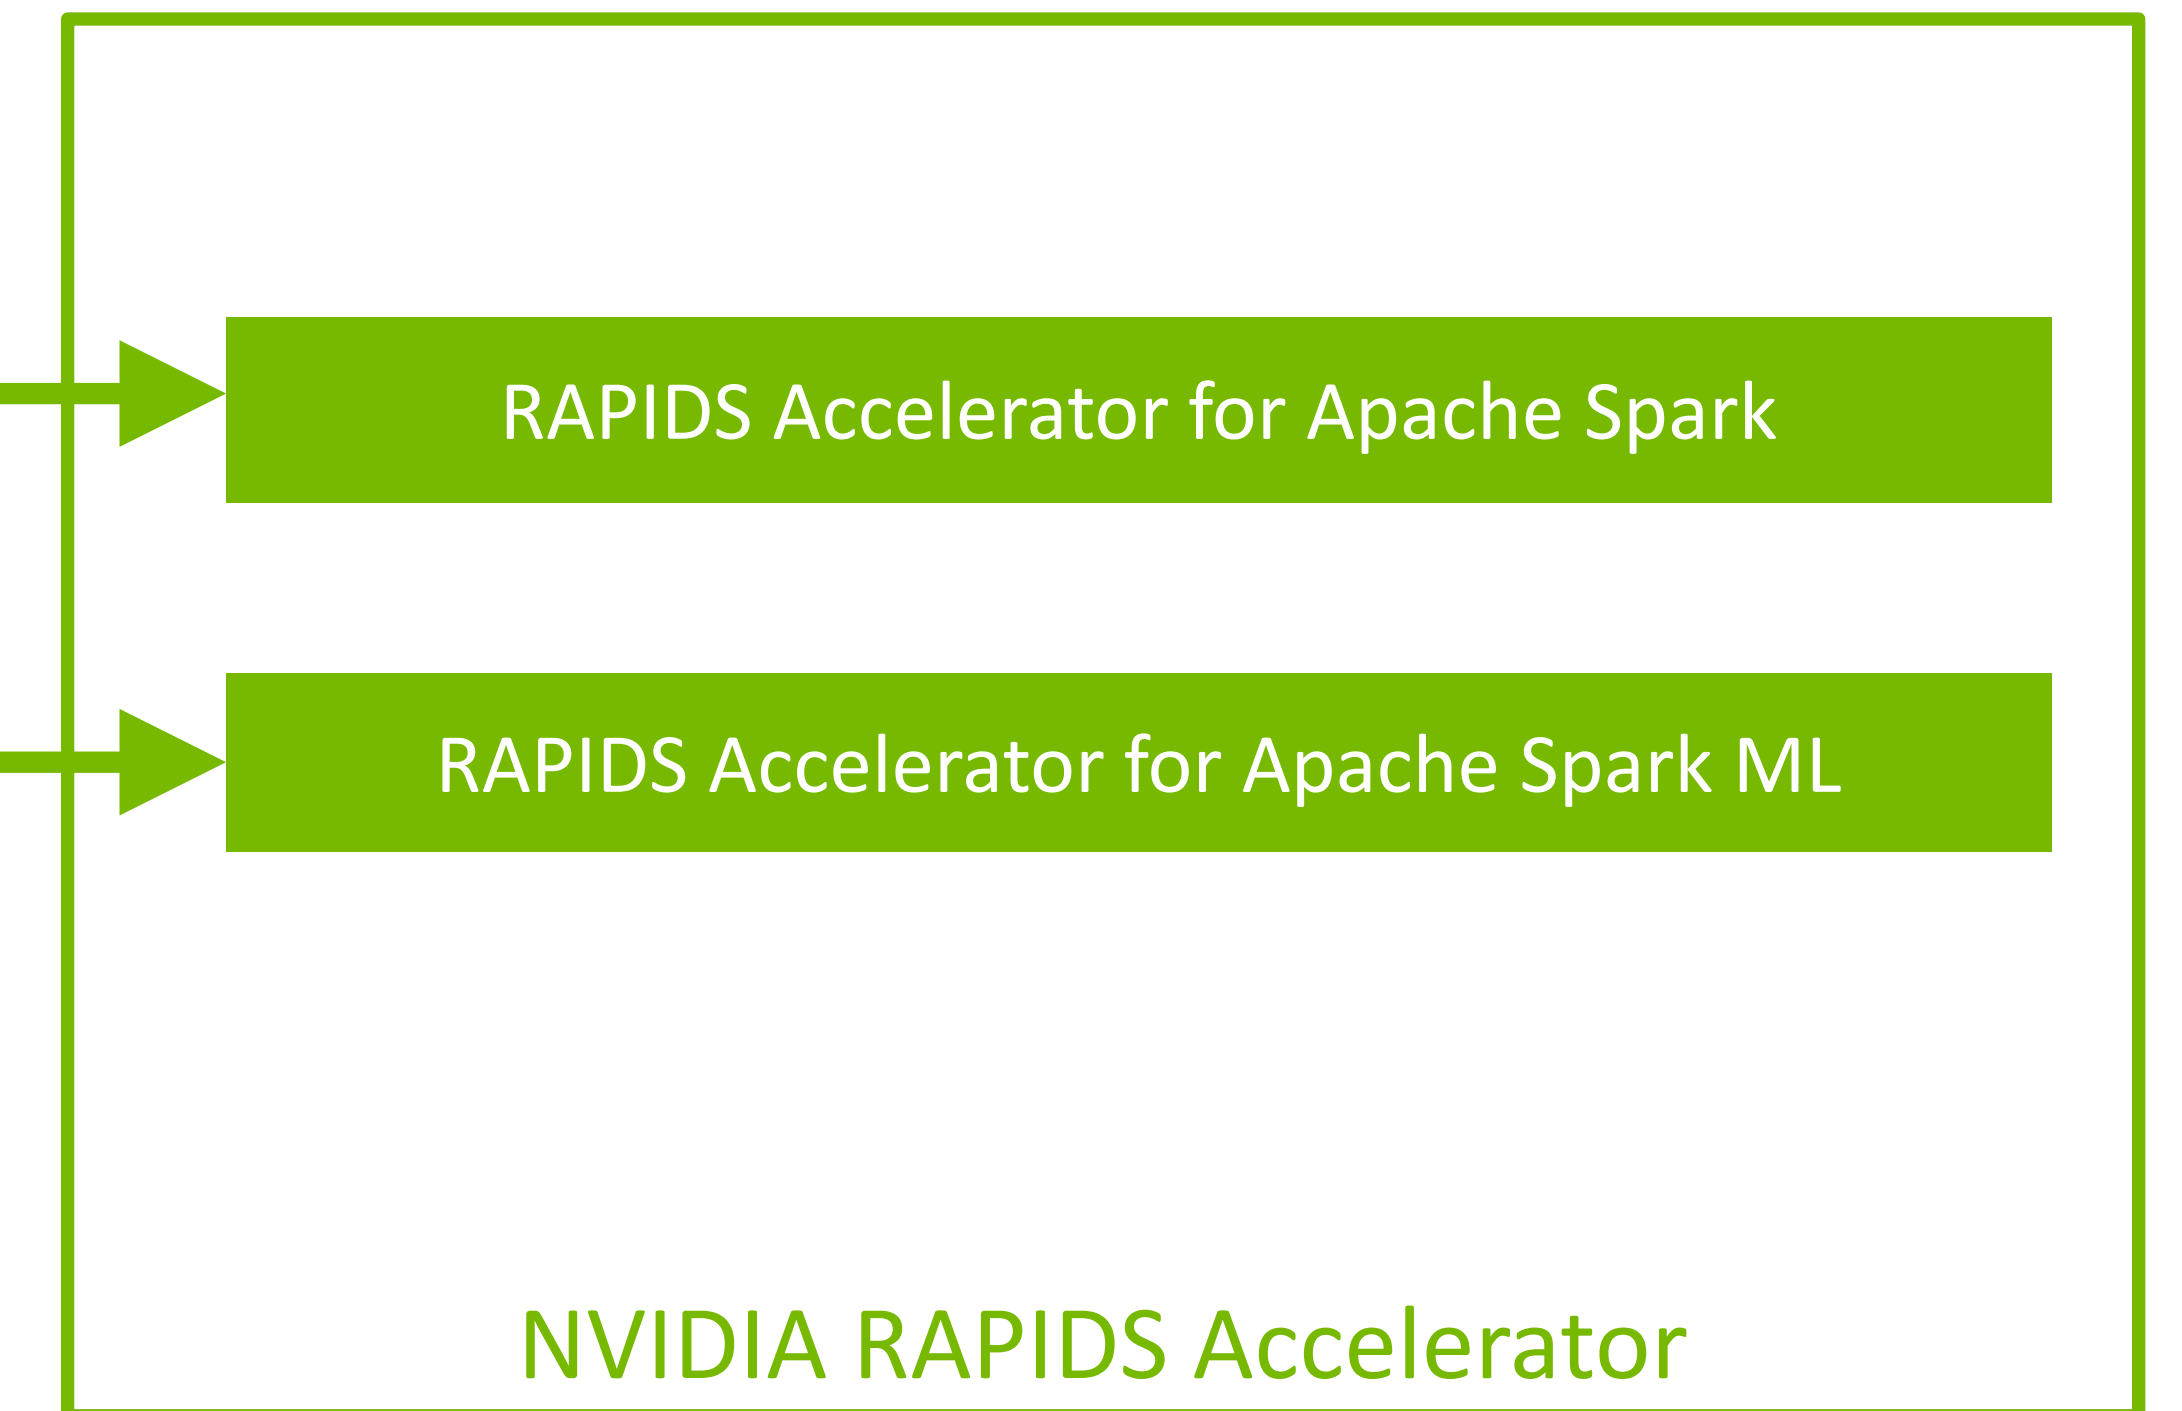 RAPIDS Accelerator for Apache Spark
RAPIDS Accelerator for Apache Spark ML
NVIDIA RAPIDS Accelerator